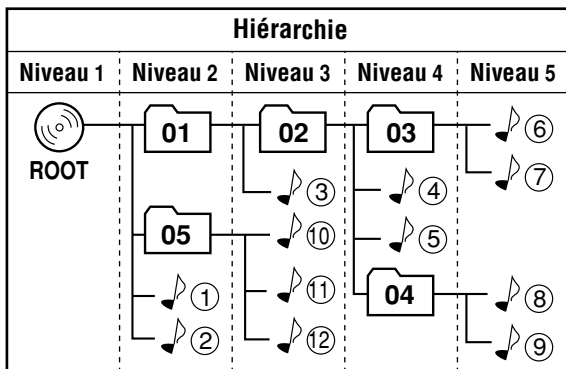 Hiérarchie
Niveau 1 Niveau 2 Niveau 3 Niveau 4 Niveau 5
01 02 03 ⑥
ROOT ③ ④ ⑦
05 ⑩ ⑤
① ⑪ 04 ⑧
② ⑫ ⑨